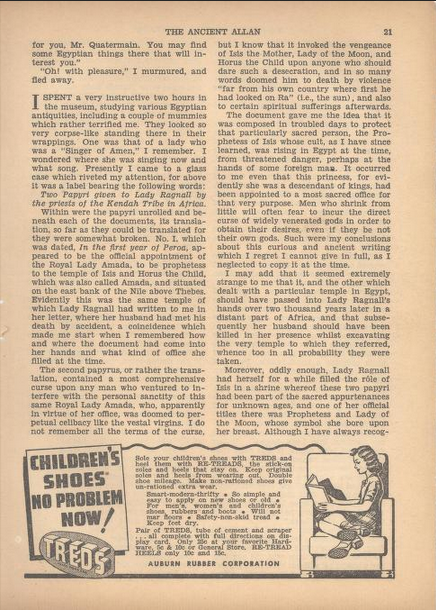 THE ANCIENT ALLAN
21
for you, Mr. Quatermain. You may find
some Egyptian things there that will in-
terest you."
"Oh! with pleasure," I murmured, and
fled away.
I SPENT a very instructive two hours in
the museum, studying various Egyptian
antiquities, including a couple of mummies
which rather terrified me. They looked so
very corpse-like standing there in their
wrappings. One was that of a lady who
was a "Singer of Amen," I remember. I
wondered where she was singing now and
what song. Presently I came to a glass
case which riveted my attention, for above
it was a label bearing the following words:
Two Papyri given to Lady Ragnall by
the priests of the Kendah Tribe in Africa.
Within were the papyri unrolled and be-
neath each of the documents, its transla-
tion, so far as they could be translated for
they were somewhat broken. No. I, which
was dated, In the first year of Peroa, ap-
peared to be the official appointment of
the Royal Lady Amada, to be prophetess
to the temple of Isis and Horus the Child,
which was also called Amada, and situated
on the east bank of the Nile above Thebes.
Evidently this was the same temple of
which Lady Ragnall had written to me in
her letter, where her husband had met his
death by accident, a coincidence which
made me start when I remembered how
and where the document had come into
her hands and what kind of office she
filled at the time.
The second papyrus, or rather the trans-
lation, contained a most comprehensive
curse upon any man who ventured to in-
terfere with the personal sanctity of this
same Royal Lady Amada, who, apparently
in virtue of her office, was doomed to per-
petual celibacy like the vestal virgins. I do
not remember all the terms of the curse,
but I know that it invoked the vengeance
of Isis the Mother, Lady of the Moon, and
Horus the Child upon anyone who should
dare such a desecration, and in so many
words doomed him to death by violence
"far from his own country where first he
had looked on Ra" (i.e., the sun), and also
to certain spiritual sufferings afterwards.
The document gave me the idea that it
was composed in troubled days to protect
that particularly sacred person, the Pro-
phetess of Isis whose cult, as I have since
learned, was rising in Egypt at the time,
from threatened danger, perhaps at the
hands of some foreign man. It occurred
to me even that this princess, for evi-
dently she was a descendant of kings, had
been appointed to a most sacred office for
that very purpose. Men who shrink from
little will often fear to incur the direct
curse of widely venerated gods in order to
obtain their desires, even if they be not
their own gods. Such were my conclusions
about this curious and ancient writing
which I regret I cannot give in full, as I
neglected to copy it at the time.
I may add that it seemed extremely
strange to me that it, and the other which
dealt with a particular temple in Egypt,
should have passed into Lady Ragnall's
hands over two thousand years later in a
distant part of Africa, and that subse-
quently her husband should have been
killed in her presence whilst excavating
the very temple to which they referred,
whence too in all probability they were
taken.
Moreover, oddly enough, Lady Ragnall
had herself for a while filled the role of
Isis in a shrine whereof these two papyri
had been part of the sacred appurtenances
for unknown ages, and one of her official
titles there was Prophetess and Lady of
the Moon, whose symbol she bore upon
her breast. Although I have always recog-
CHILDREN'S
SHOES
NO PROBLEM
NOW!
TREDS
Sole your children's shoes with TREDS and
heel them with RE-TREADS, the stick-on
soles and heels that stay on. Keep original
soles and heels from wearing out. Double
shoe mileage. Make non-rationed shoes give
un-rationed extra wear.
Smart-modern-thrifty • So simple and
easy to apply on new shoes or old •
For men's, women's and children's
shoes, rubbers and boots • Will not
mar floors • Safety-non-skid tread •
Keep feet dry.
Pair of TREDS, tube of cement and scraper
... all complete with full directions on dis-
play card. Only 25c at your favorite Hard-
ware, 5c & 10c or General Store. RE-TREAD
HEELS only 10c and 15c.
AUBURN RUBBER CORPORATION